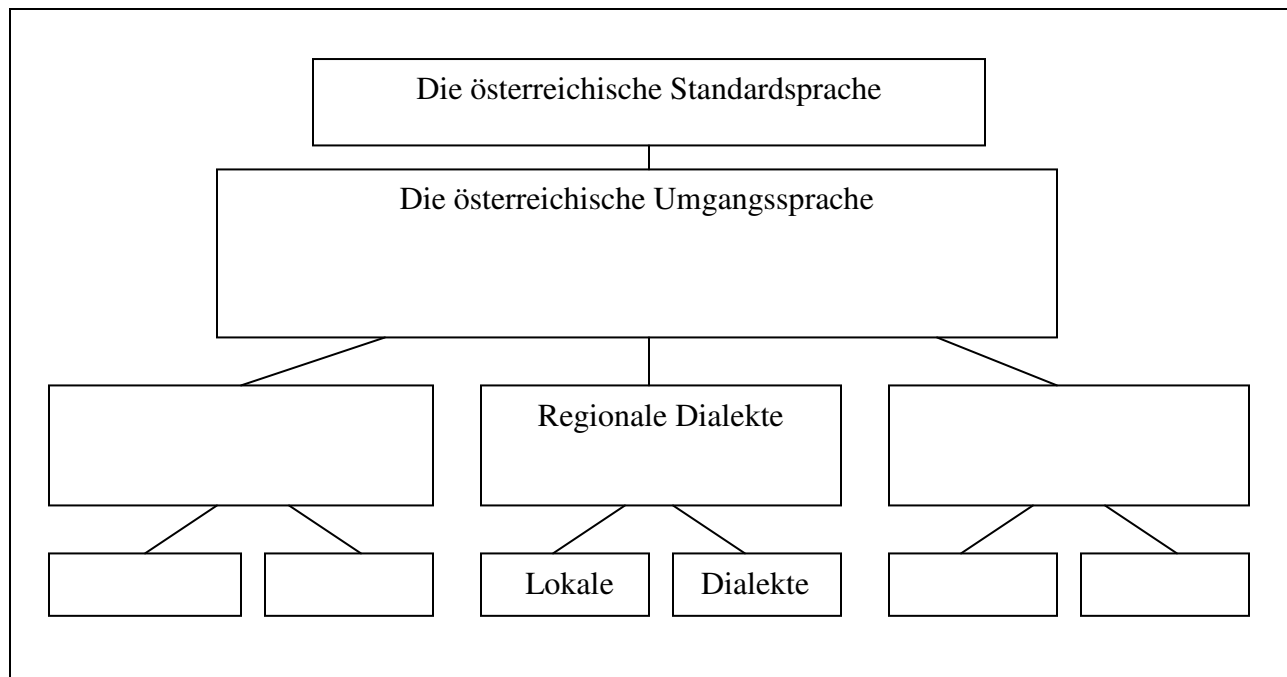 Die österreichische Standardsprache
Die österreichische Umgangssprache
Regionale Dialekte
Lokale
Dialekte